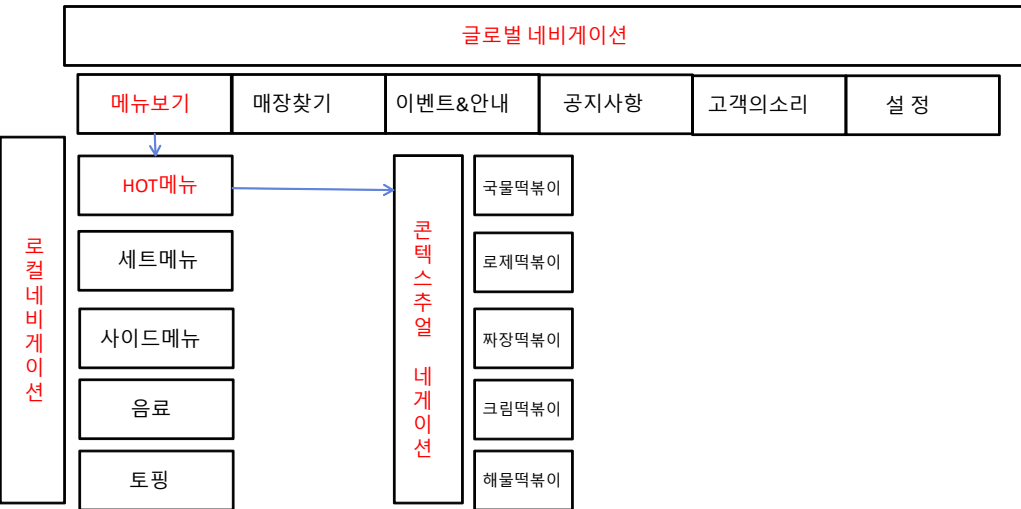 글로벌 네비게이션
메뉴보기
매장찾기
이벤트&안내
공지사항
고객의소리
설 정
로컬네비게이션
HOT메뉴
세트메뉴
사이드메뉴
음료
토핑
콘텍스추얼 네게이션
국물떡볶이
로제떡볶이
짜장떡볶이
크림떡볶이
해물떡볶이